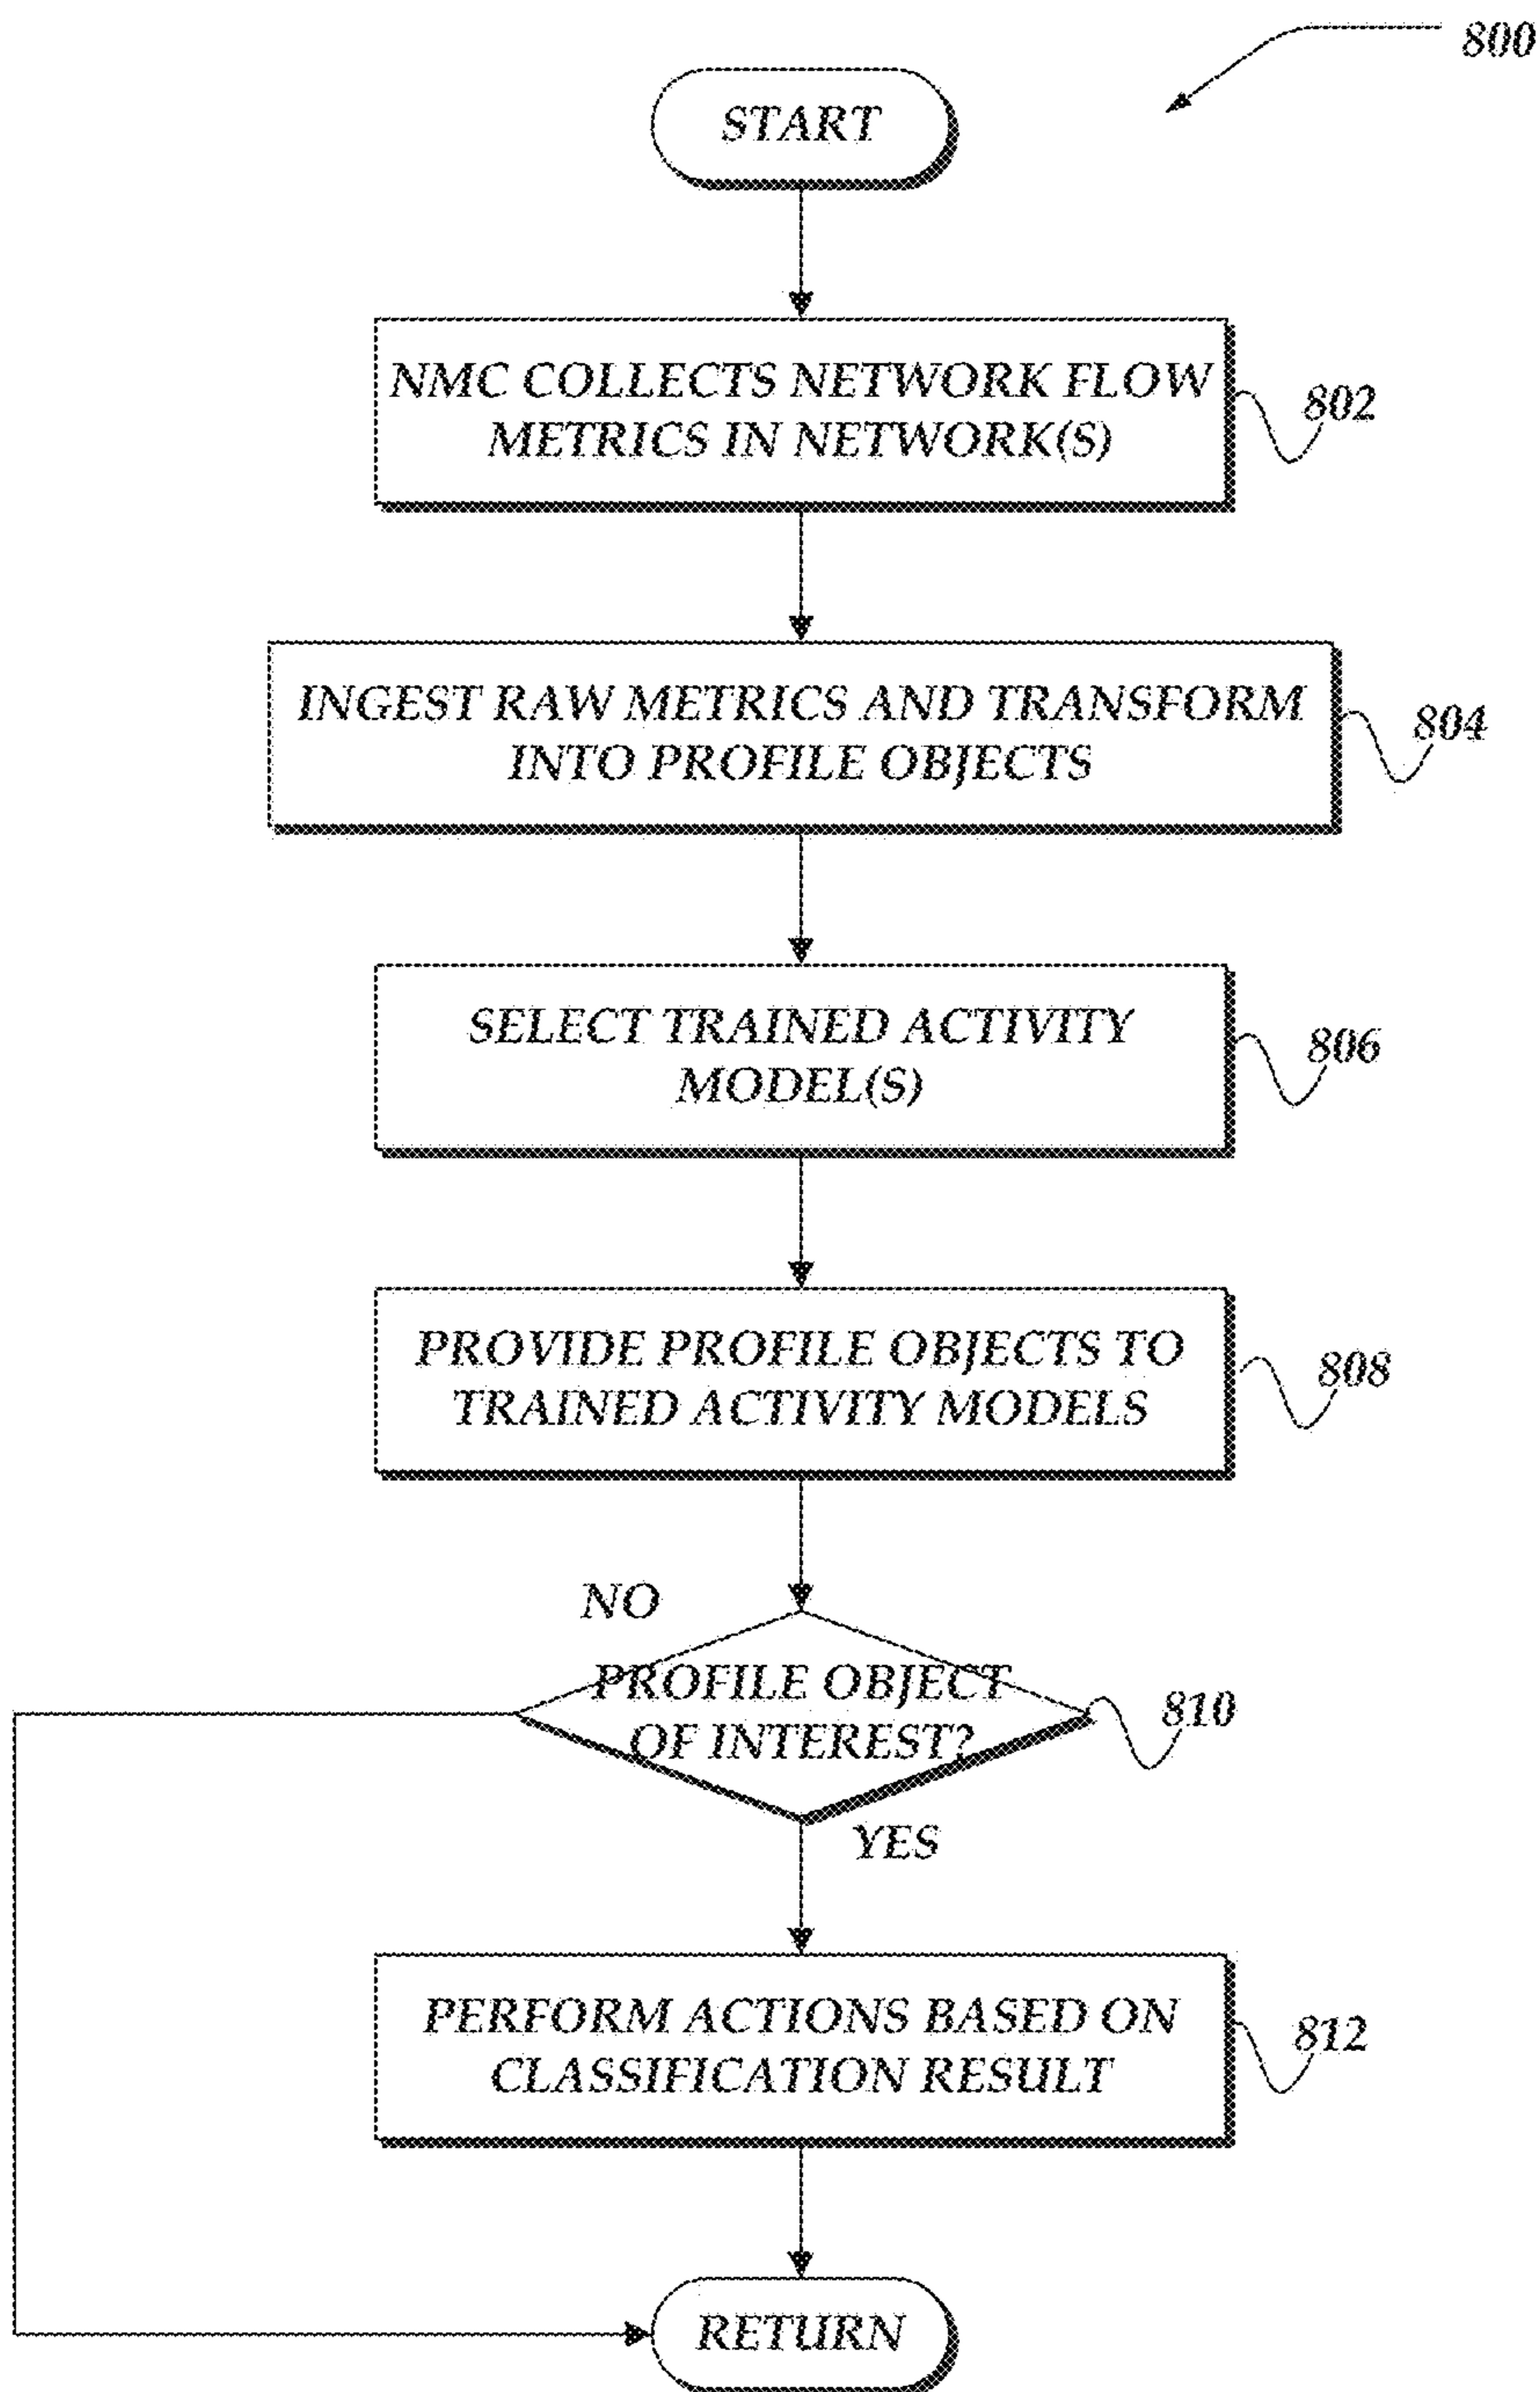 800
START
NMC COLLECTS NETWORK FLOW
METRICS IN NETWORK(S)
802
INGEST RAW METRICS AND TRANSFORM
INTO PROFILE OBJECTS
804
SELECT TRAINED ACTIVITY
MODEL(S)
806
PROVIDE PROFILE OBJECTS TO
TRAINED ACTIVITY MODELS
808
NO
PROFILE OBJECT
OF INTEREST?
810
YES
PERFORM ACTIONS BASED ON
CLASSIFICATION RESULT
812
RETURN